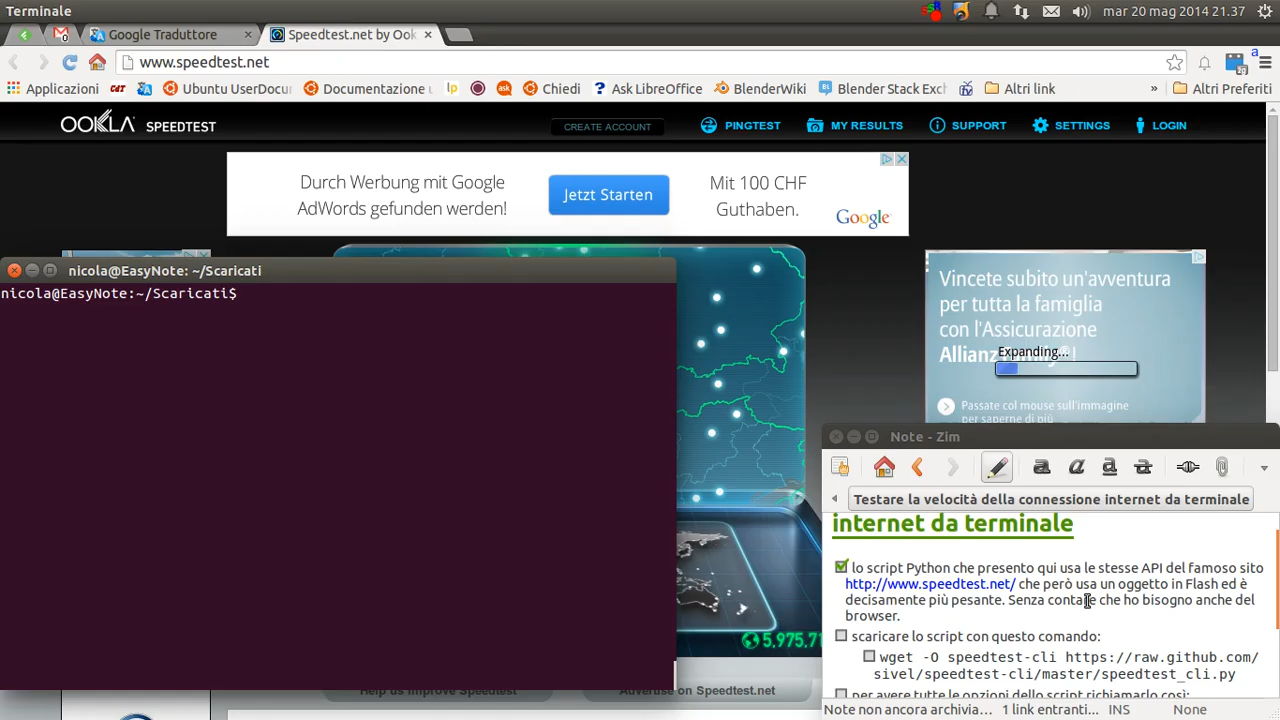 Terminale
mar 20 mag 2014 21.37
Google Traduttore
Speedtest.net by Ook
www.speedtest.net
Applicazioni
CAT
Ubuntu UserDocu
Documentazione u
lp
ask
Chiedi
? Ask LibreOffice
BlenderWiki
Blender Stack Exch
Altri link
»
Altri Preferiti
OOKLA SPEEDTEST
CREATE ACCOUNT
PINGTEST
MY RESULTS
SUPPORT
SETTINGS
LOGIN
Durch Werbung mit Google
AdWords gefunden werden!
Jetzt Starten
Mit 100 CHF
Guthaben.
Google
nicola@EasyNote: ~/Scaricati
nicola@EasyNote:~/Scaricati$
Vincete subito un'avventura
per tutta la famiglia
con l'Assicurazione
Expanding...
Passate col mouse sull'immagine
per saperne di più.
5,975,71
Help us improve Speedtest
Advertise on Speedtest.net
Note - Zim
Testare la velocità della connessione internet da terminale
internet da terminale
lo script Python che presento qui usa le stesse API del famoso sito
http://www.speedtest.net/ che però usa un oggetto in Flash ed è
decisamente più pesante. Senza contare che ho bisogno anche del
browser.
scaricare lo script con questo comando:
wget -O speedtest-cli https://raw.github.com/
sivel/speedtest-cli/master/speedtest_cli.py
per avere tutte le opzioni dello script richiamarlo così:
Note non ancora archivia...
1 link entranti...
INS
None